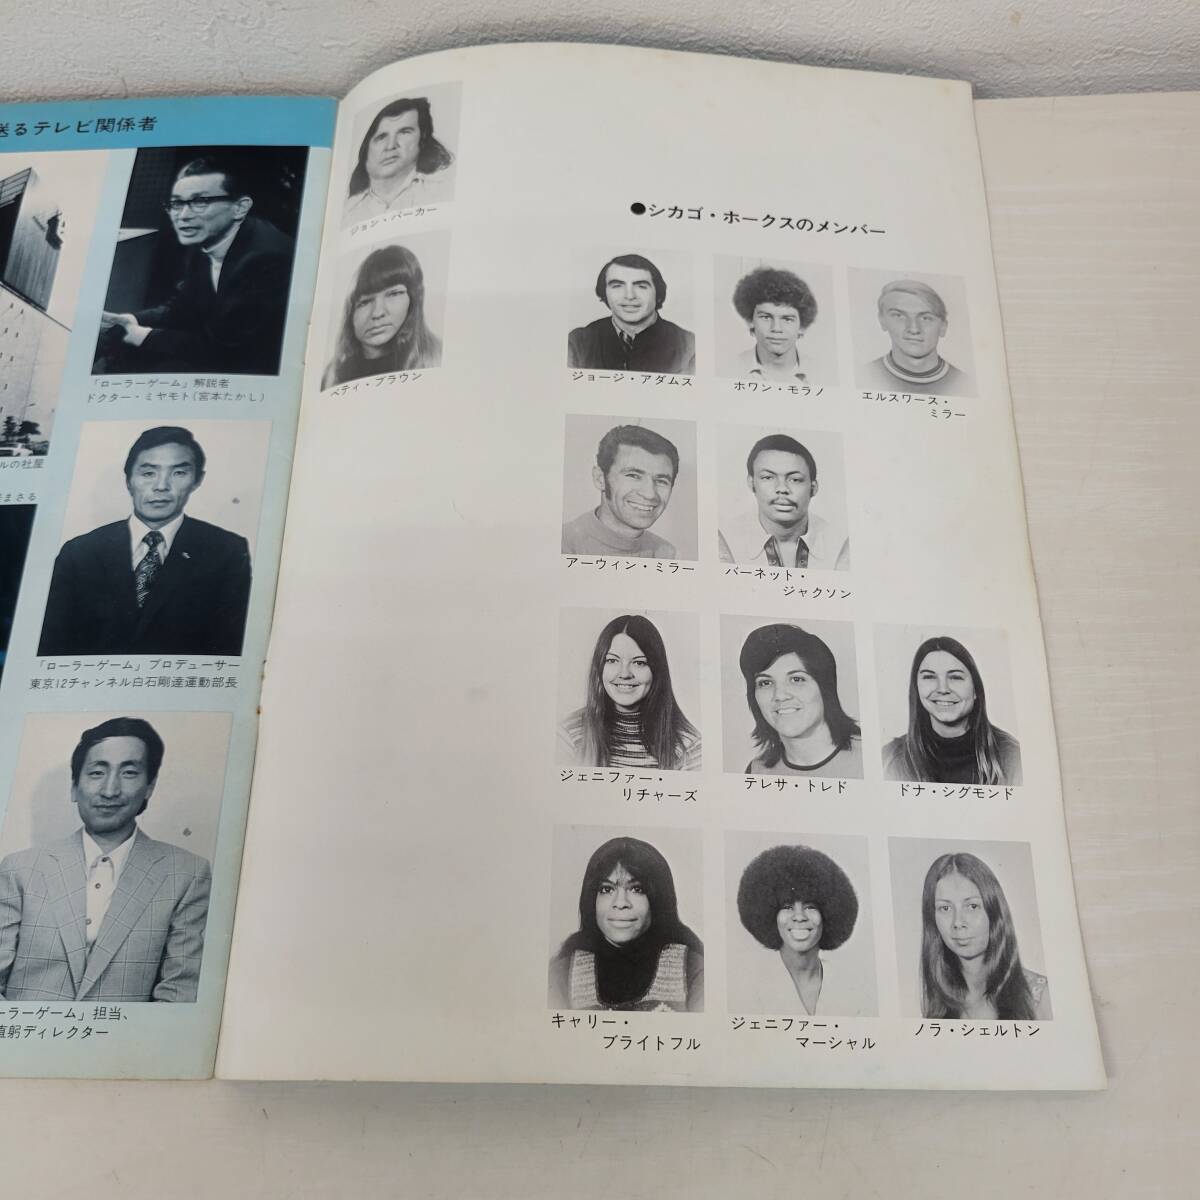 送るテレビ関係者
「ローラーゲーム」解説者
ドクター・ミヤモト(宮本たかし)
ルの社屋
まさる
「ローラーゲーム」プロデューサー
東京12チャンネル白石剛達運動部長
ーラーゲーム」担当、
直躬ディレクター
ジョン・パーカー
ベティ・ブラウン
●シカゴ・ホークスのメンバー
ジョージ・アダムス
ホワン・モラノ
エルスワース・
ミラー
アーウィン・ミラー
バーネット・
ジャクソン
ジェニファー・
リチャーズ
テレサ・トレド
ドナ・シグモンド
キャリー・
ブライトフル
ジェニファー・
マーシャル
ノラ・シェルトン